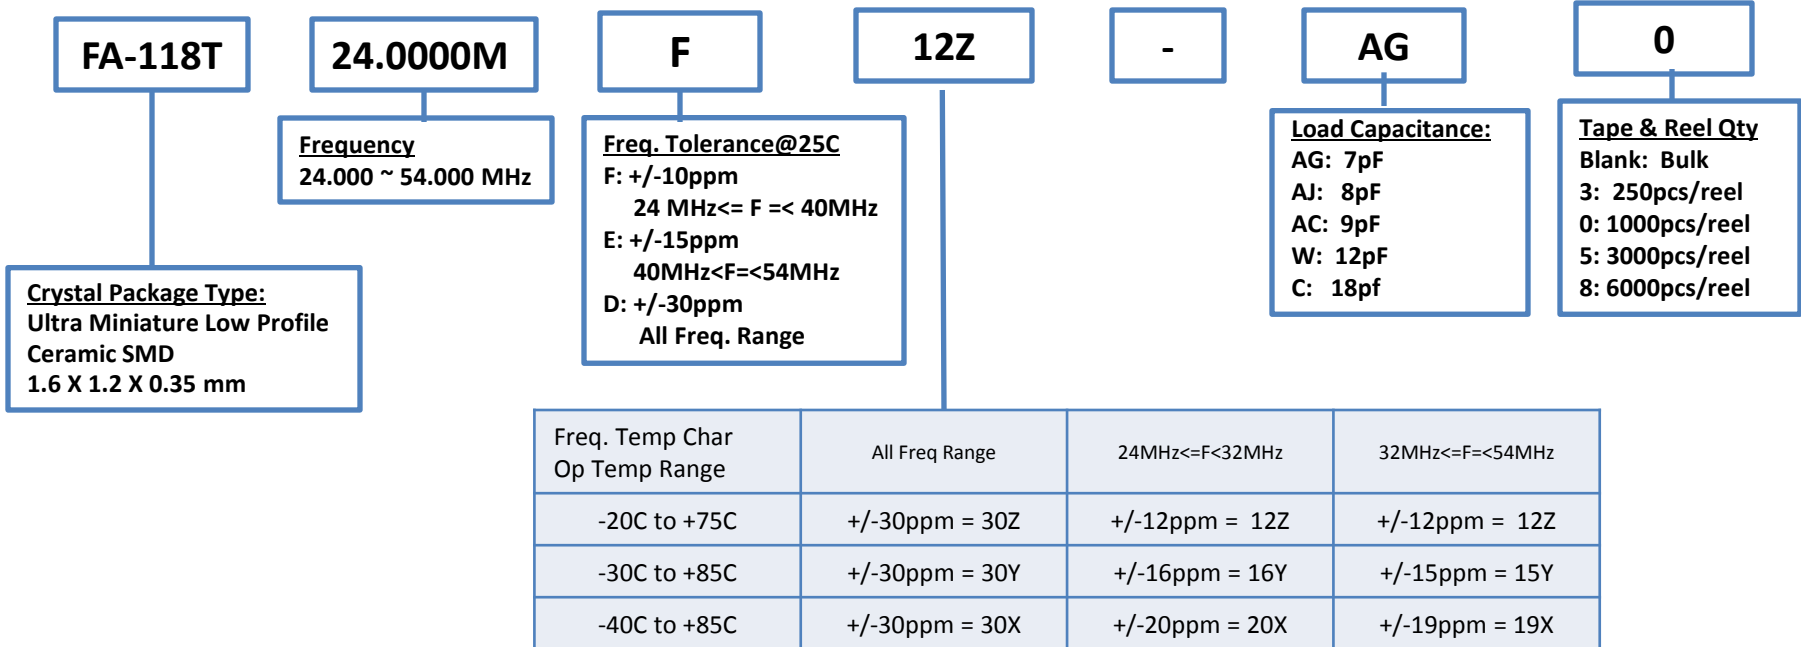 FA-118T 24.0000M F 12Z - AG 0
Frequency
24.000 ~ 54.000 MHz
Freq. Tolerance@25C
F: +/-10ppm
24 MHz<= F =< 40MHz
E: +/-15ppm
40MHz<F=<54MHz
D: +/-30ppm
All Freq. Range
Load Capacitance:
AG: 7pF
AJ: 8pF
AC: 9pF
W: 12pF
C: 18pf
Tape & Reel Qty
Blank: Bulk
3: 250pcs/reel
0: 1000pcs/reel
5: 3000pcs/reel
8: 6000pcs/reel
Crystal Package Type:
Ultra Miniature Low Profile
Ceramic SMD
1.6 X 1.2 X 0.35 mm
Freq. Temp Char
Op Temp Range
All Freq Range
24MHz<=F<32MHz
32MHz<=F=<54MHz
-20C to +75C +/-30ppm = 30Z +/-12ppm = 12Z +/-12ppm = 12Z
-30C to +85C +/-30ppm = 30Y +/-16ppm = 16Y +/-15ppm = 15Y
-40C to +85C +/-30ppm = 30X +/-20ppm = 20X +/-19ppm = 19X